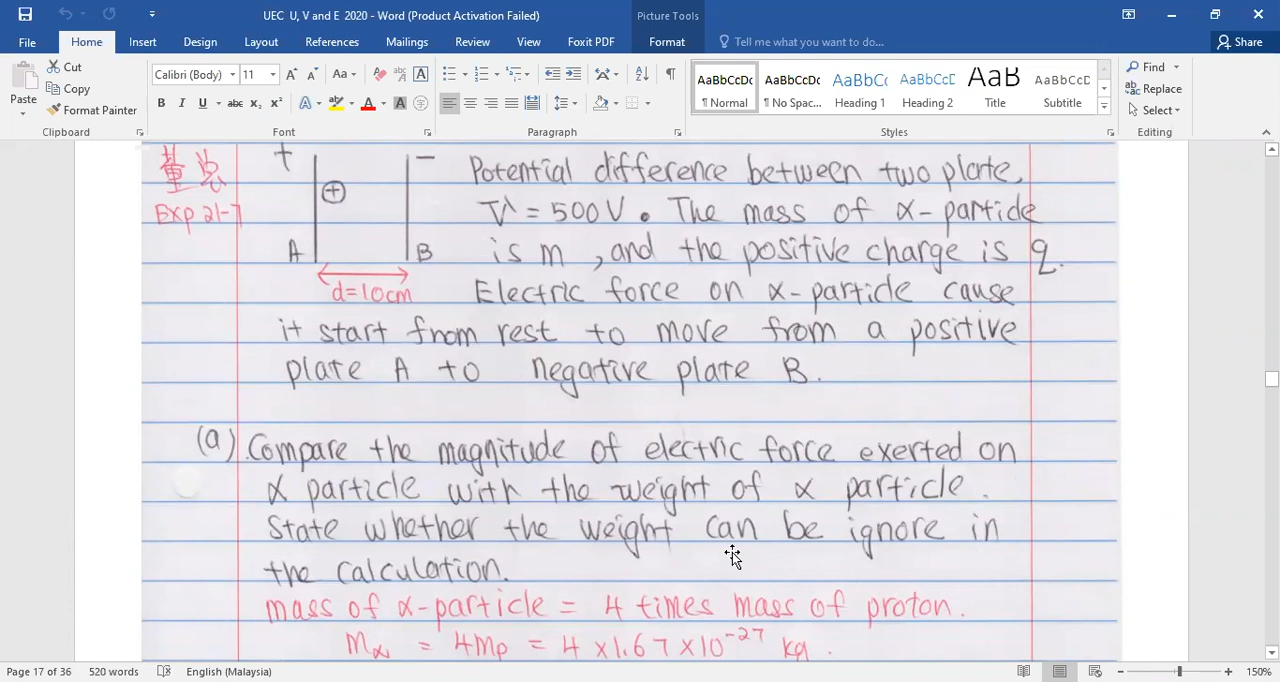 UEC U, V and E 2020 - Word (Product Activation Failed)
Picture Tools
File Home Insert Design Layout References Mailings Review View Foxit PDF Format Tell me what you want to do... Share
Paste
Cut
Copy
Format Painter
Calibri (Body) 11
AaBbCcDc AaBbCcDc AaBbCc AaBbCcD AaB AaBbCcD
¶ Normal ¶ No Spac... Heading 1 Heading 2 Title Subtitle
Find
Replace
Select
Clipboard Font Paragraph Styles Editing
董总
Exp 21-7
+ −
A B
d=10cm
Potential difference between two plate,
V = 500V. The mass of α-particle
is m, and the positive charge is q.
Electric force on α-particle cause
it start from rest to move from a positive
plate A to negative plate B.
(a) Compare the magnitude of electric force exerted on
α particle with the weight of α particle.
State whether the weight can be ignore in
the calculation.
mass of α-particle = 4 times mass of proton.
Mα = 4Mp = 4 ×1.67×10⁻²⁷ kg.
Page 17 of 36 520 words English (Malaysia) 150%